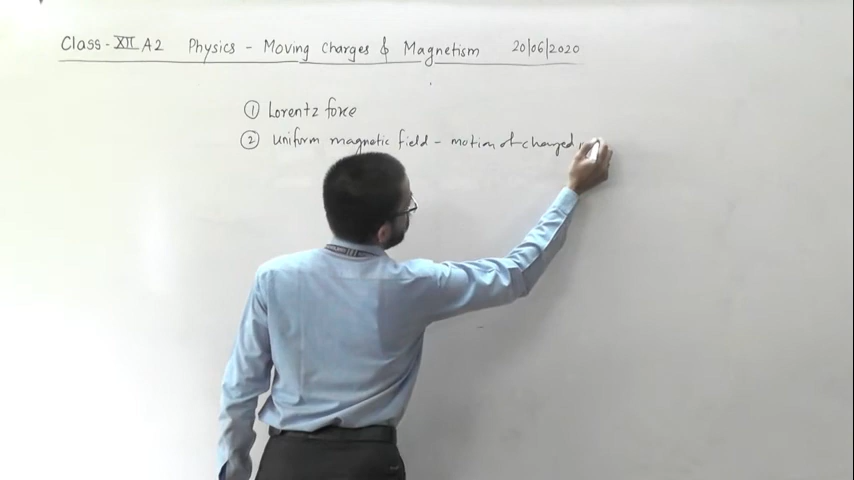 Class - XII A2 Physics - Moving Charges & Magnetism 20/06/2020
① Lorentz force
② Uniform magnetic field - motion of charged